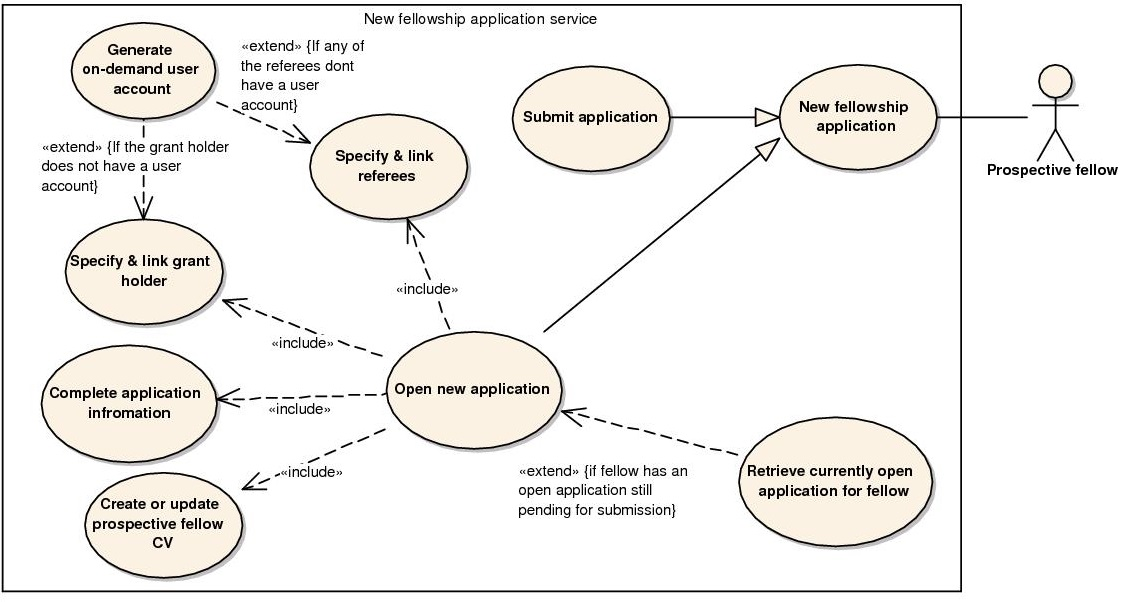 New fellowship application service
Generate
on-demand user
account
«extend» {If any of
the referees dont
have a user
account}
Submit application
New fellowship
application
Prospective fellow
«extend» {If the grant holder
does not have a user
account}
Specify & link
referees
Specify & link grant
holder
«include»
«include»
Complete application
infromation
«include»
Open new application
«include»
Create or update
prospective fellow
CV
«extend» {if fellow has an
open application still
pending for submission}
Retrieve currently open
application for fellow